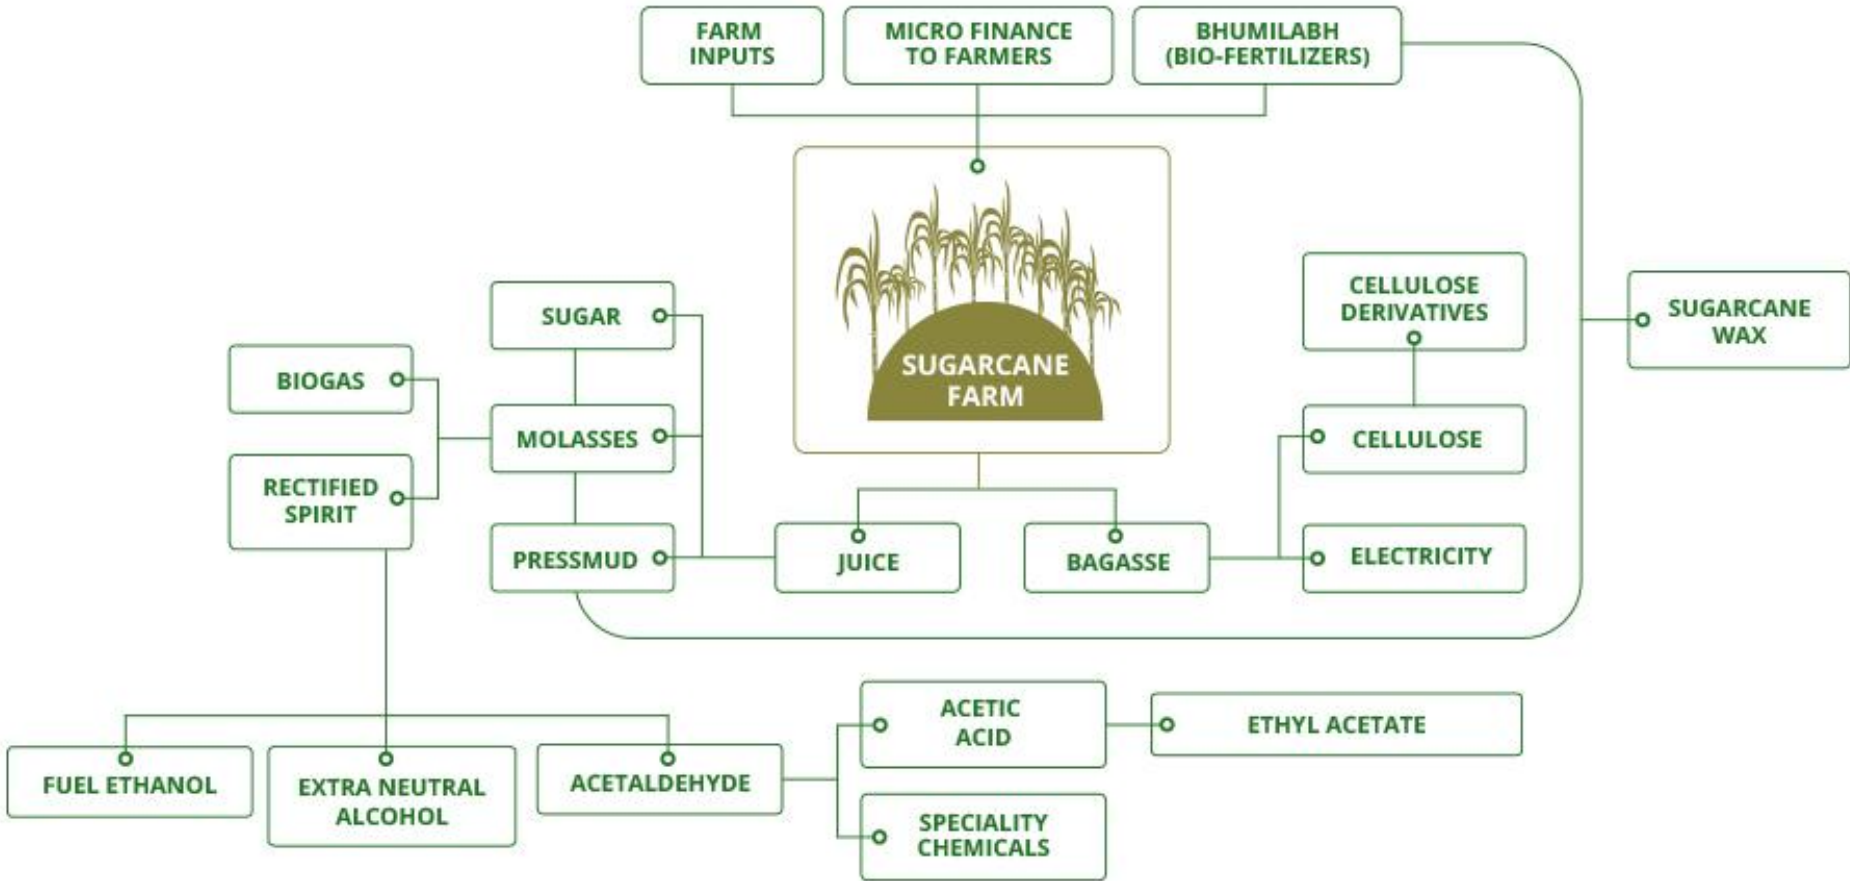 FARM
INPUTS
MICRO FINANCE
TO FARMERS
BHUMILABH
(BIO-FERTILIZERS)
SUGARCANE
FARM
SUGAR
BIOGAS
MOLASSES
RECTIFIED
SPIRIT
PRESSMUD
JUICE
BAGASSE
CELLULOSE
DERIVATIVES
CELLULOSE
ELECTRICITY
SUGARCANE
WAX
FUEL ETHANOL
EXTRA NEUTRAL
ALCOHOL
ACETALDEHYDE
ACETIC
ACID
ETHYL ACETATE
SPECIALITY
CHEMICALS